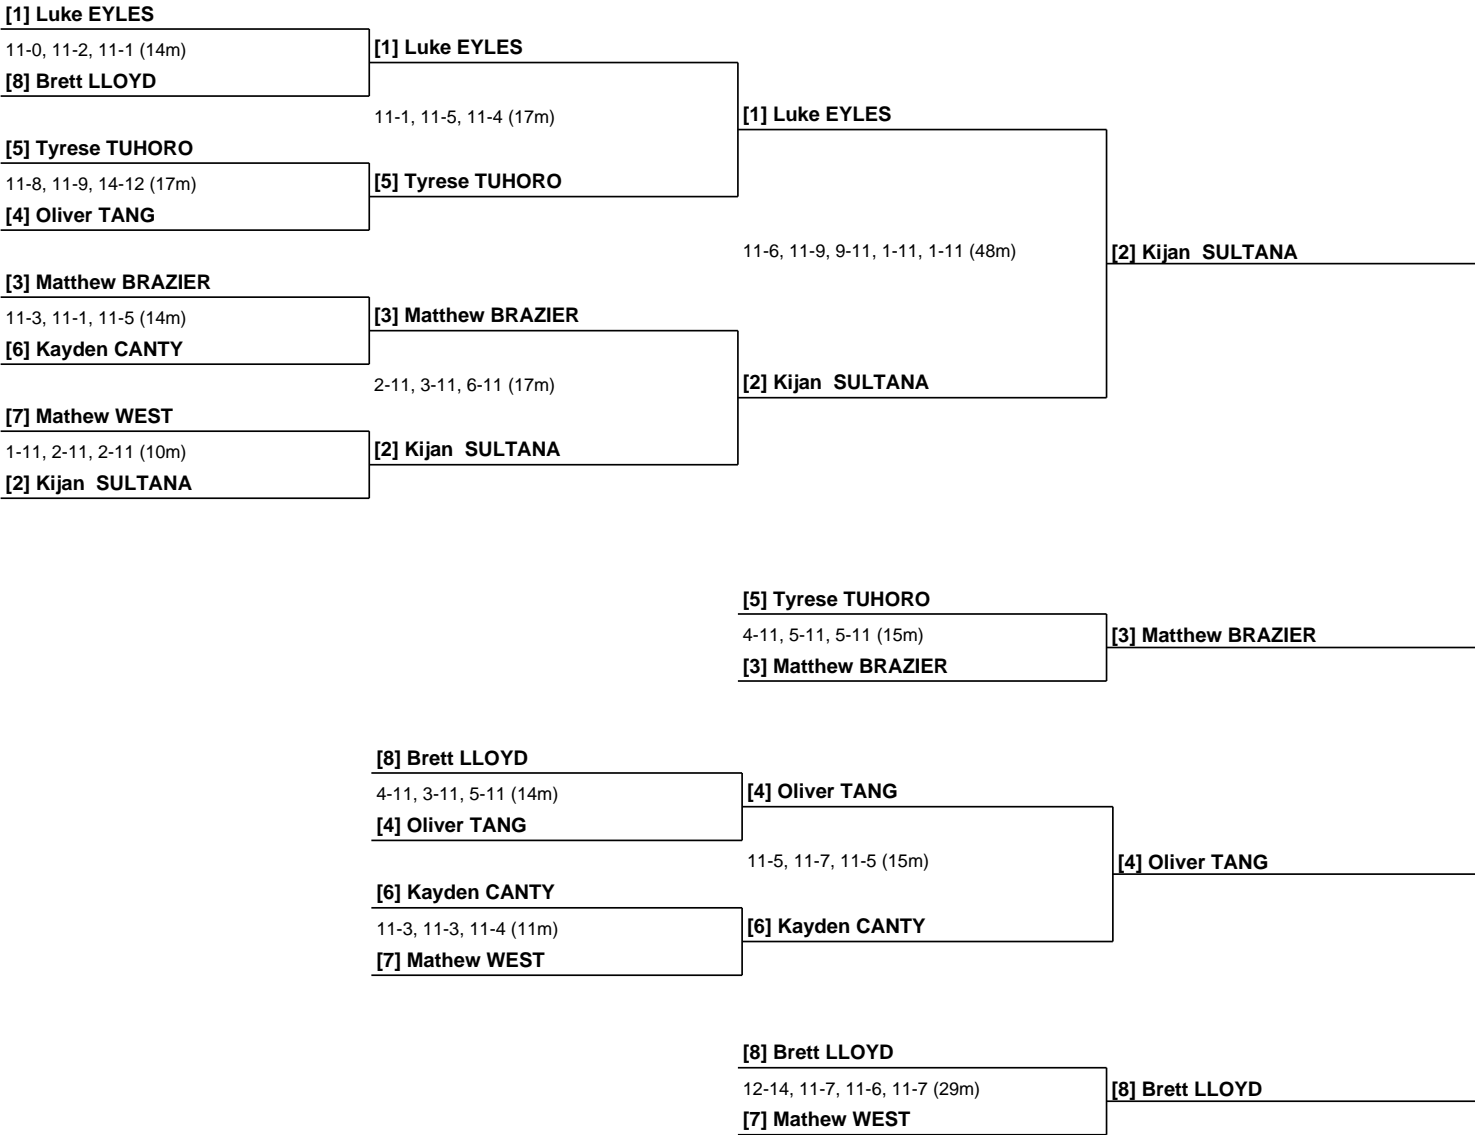 [1] Luke EYLES
11-0, 11-2, 11-1 (14m)
[8] Brett LLOYD
[1] Luke EYLES
11-1, 11-5, 11-4 (17m)
[5] Tyrese TUHORO
11-8, 11-9, 14-12 (17m)
[4] Oliver TANG
[5] Tyrese TUHORO
[1] Luke EYLES
11-6, 11-9, 9-11, 1-11, 1-11 (48m)
[2] Kijan  SULTANA
[3] Matthew BRAZIER
11-3, 11-1, 11-5 (14m)
[6] Kayden CANTY
[3] Matthew BRAZIER
2-11, 3-11, 6-11 (17m)
[7] Mathew WEST
1-11, 2-11, 2-11 (10m)
[2] Kijan  SULTANA
[2] Kijan  SULTANA
[2] Kijan  SULTANA
[5] Tyrese TUHORO
4-11, 5-11, 5-11 (15m)
[3] Matthew BRAZIER
[3] Matthew BRAZIER
[8] Brett LLOYD
4-11, 3-11, 5-11 (14m)
[4] Oliver TANG
[4] Oliver TANG
11-5, 11-7, 11-5 (15m)
[4] Oliver TANG
[6] Kayden CANTY
11-3, 11-3, 11-4 (11m)
[7] Mathew WEST
[6] Kayden CANTY
[8] Brett LLOYD
12-14, 11-7, 11-6, 11-7 (29m)
[7] Mathew WEST
[8] Brett LLOYD